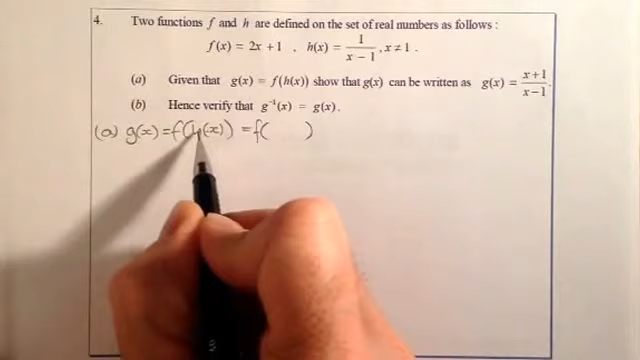 4. Two functions f and h are defined on the set of real numbers as follows :
f(x) = 2x + 1 , h(x) = 1/(x − 1) , x ≠ 1 .
(a) Given that g(x) = f(h(x)) show that g(x) can be written as g(x) = (x + 1)/(x − 1)
(b) Hence verify that g⁻¹(x) = g(x).
(a) g(x) = f(h(x)) = f( )